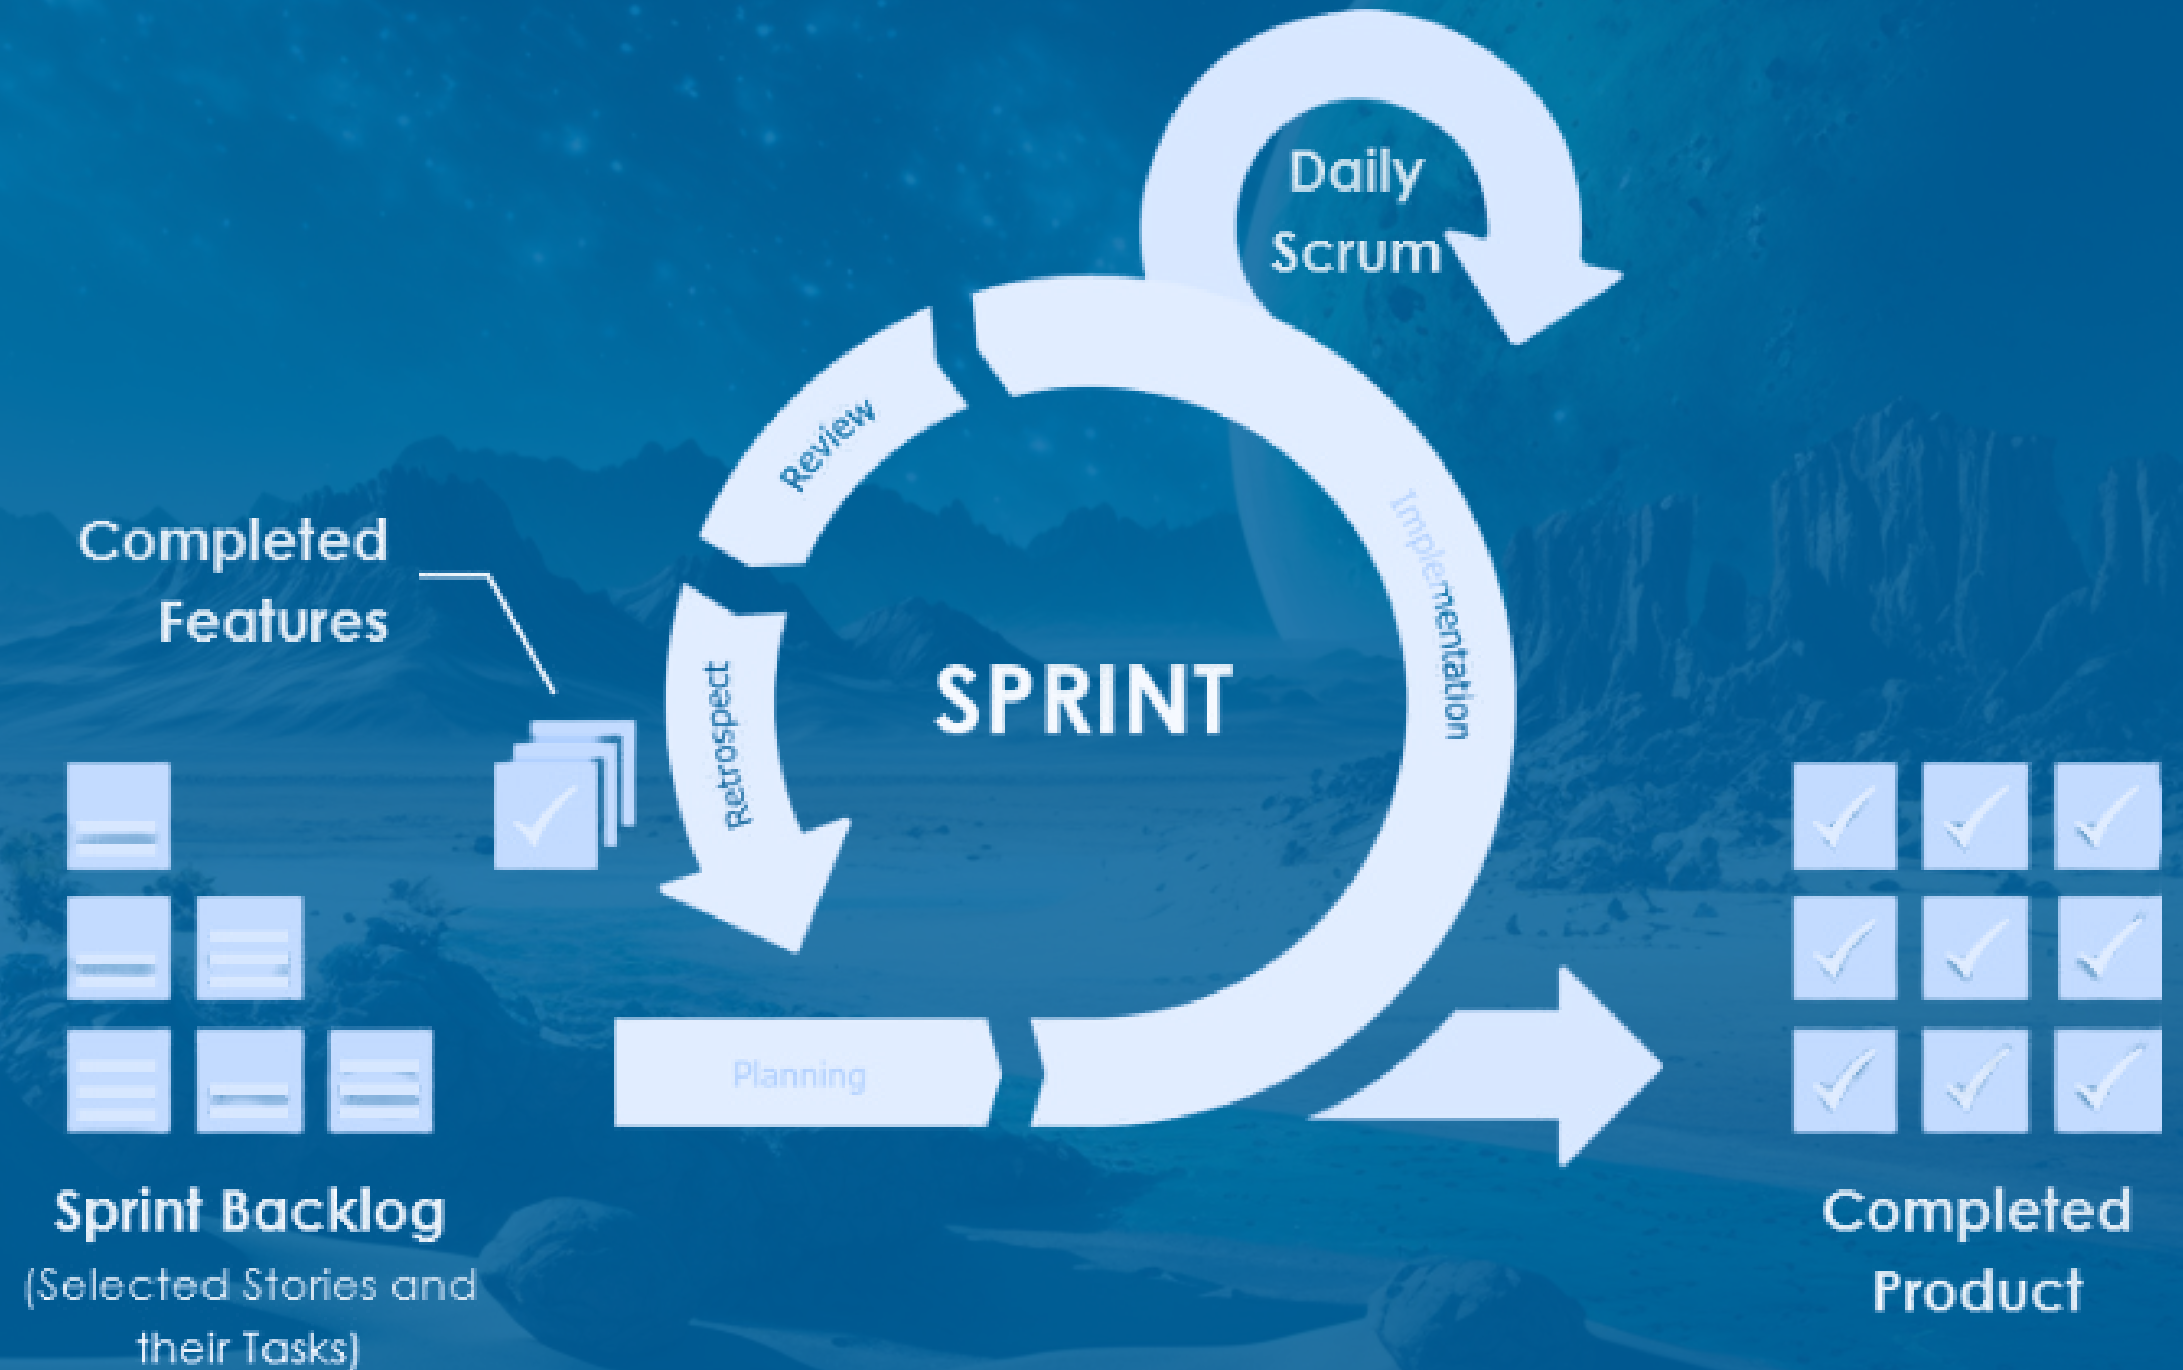 Daily
Scrum
Review
Implementation
Completed
Features
SPRINT
Retrospect
Planning
Sprint Backlog
(Selected Stories and
their Tasks)
Completed
Product